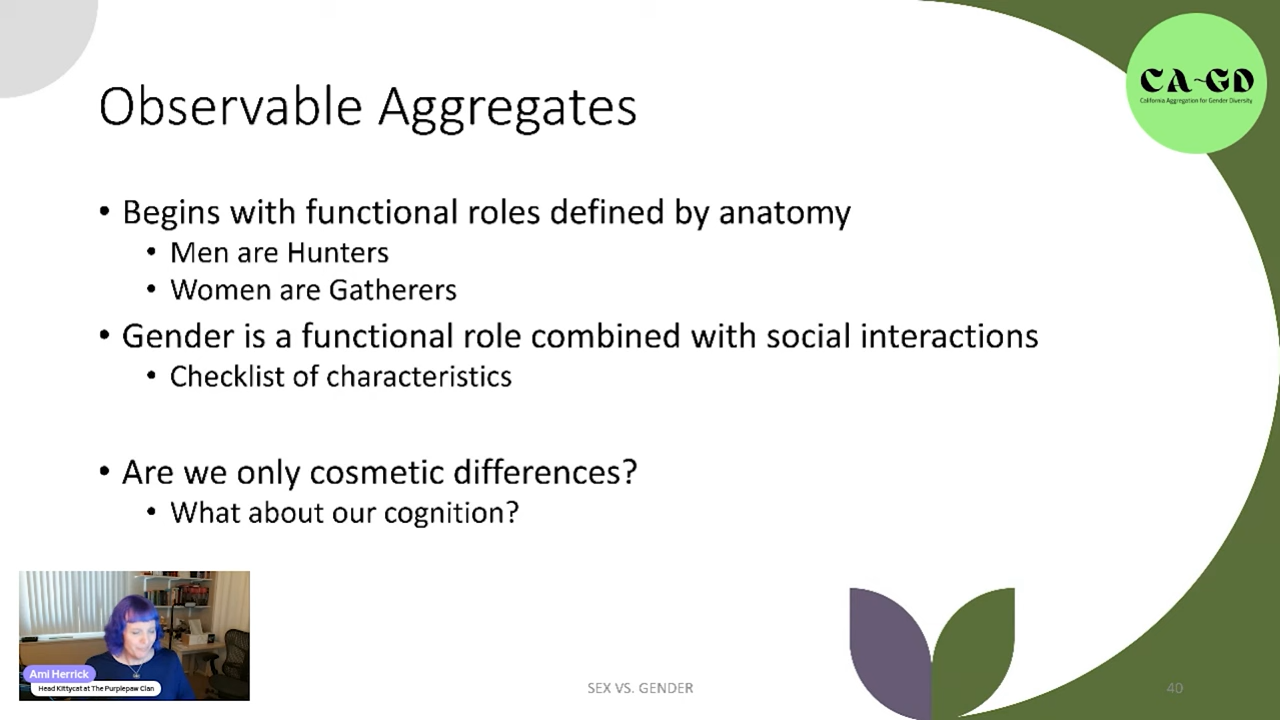 CA~GD
California Aggregation for Gender Diversity
Observable Aggregates
• Begins with functional roles defined by anatomy
• Men are Hunters
• Women are Gatherers
• Gender is a functional role combined with social interactions
• Checklist of characteristics
• Are we only cosmetic differences?
• What about our cognition?
Ami Herrick
Head Kittycat at The Purplepaw Clan
SEX VS. GENDER
40